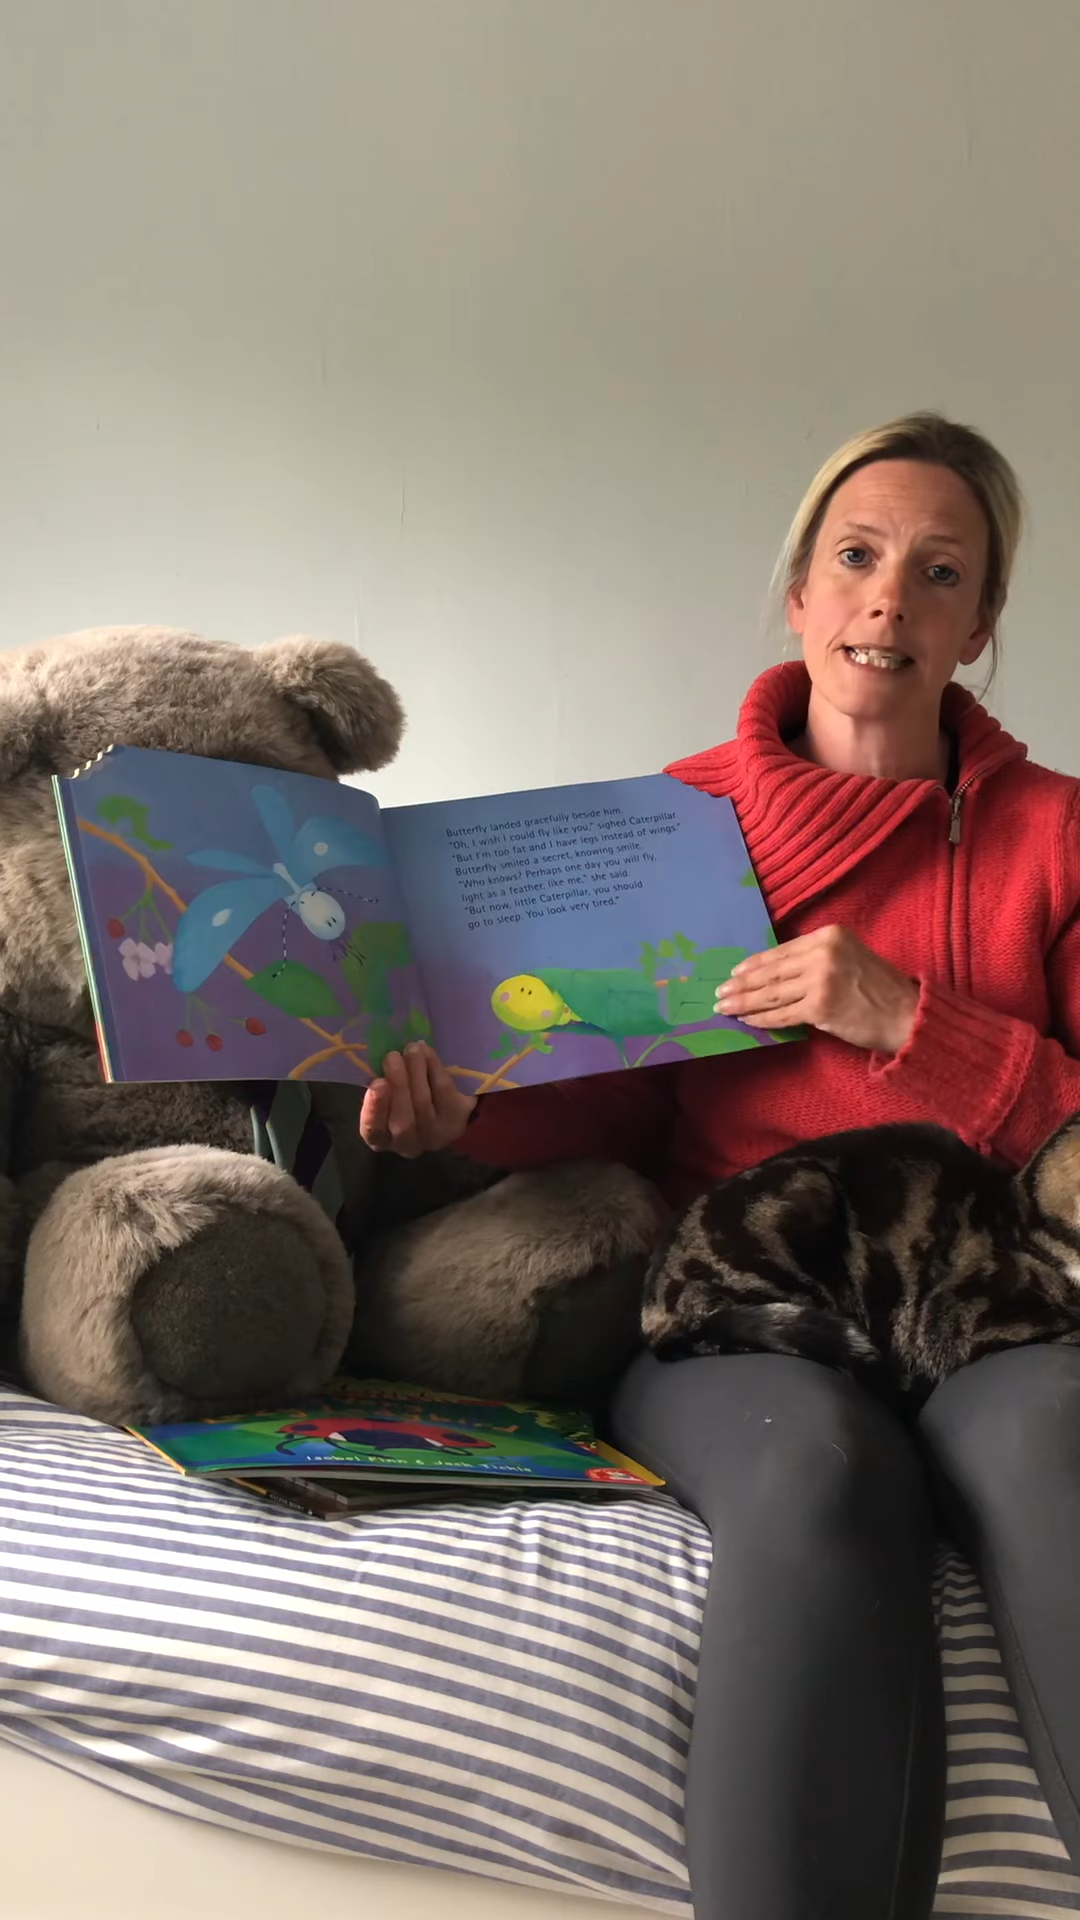 Butterfly landed gracefully beside him.
"Oh, I wish I could fly like you," sighed Caterpillar.
"But I'm too fat and I have legs instead of wings."
Butterfly smiled a secret, knowing smile.
"Who knows? Perhaps one day you will fly,
light as a feather, like me," she said.
"But now, little Caterpillar, you should
go to sleep. You look very tired."
Isobel Finn & Jack Tickle